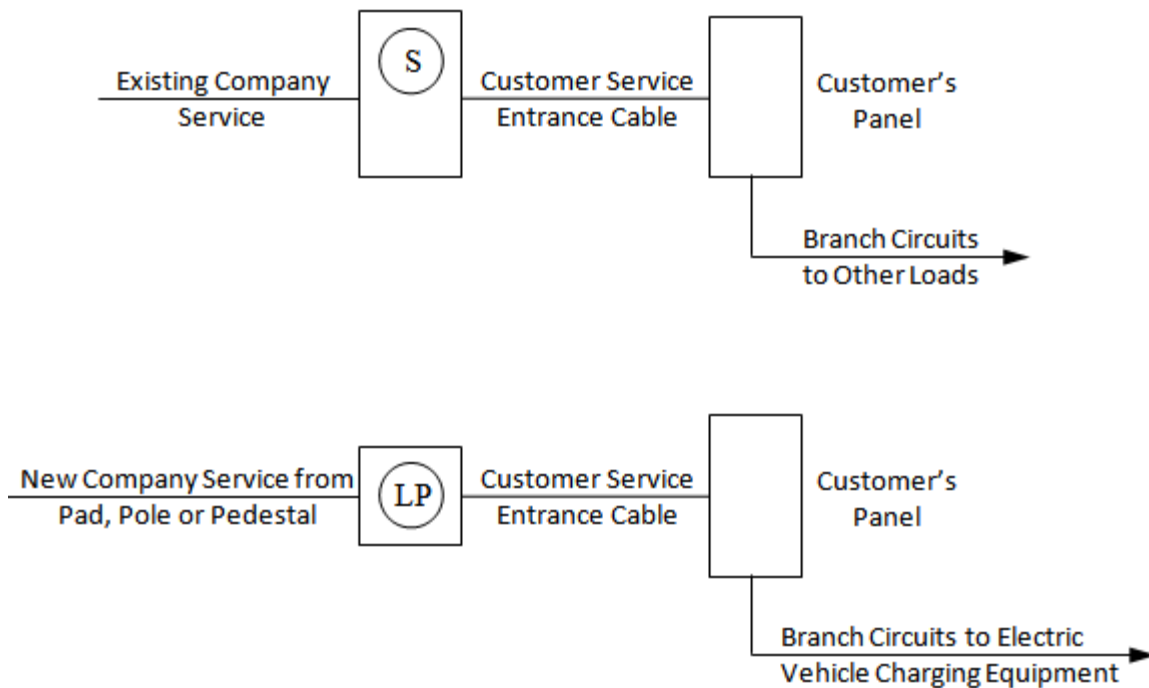 S
Existing Company
Service
Customer Service
Entrance Cable
Customer's
Panel
Branch Circuits
to Other Loads
New Company Service from
Pad, Pole or Pedestal
LP
Customer Service
Entrance Cable
Customer's
Panel
Branch Circuits to Electric
Vehicle Charging Equipment